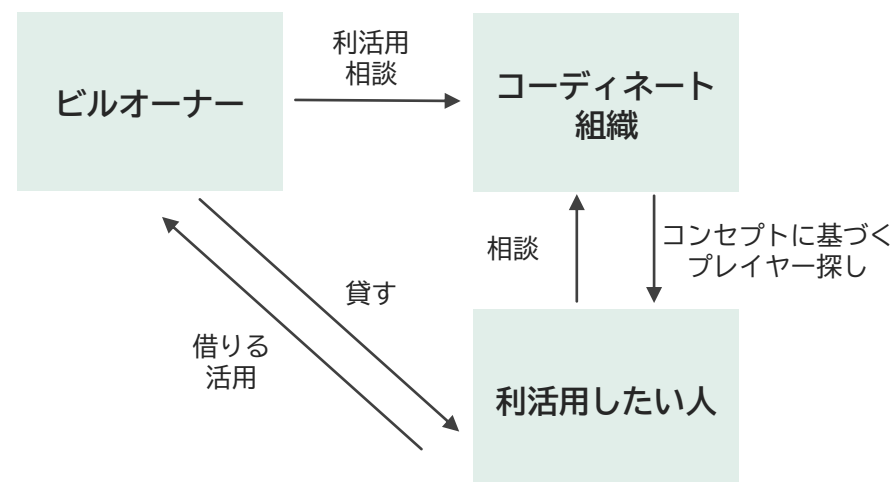 ビルオーナー
利活用
相談
コーディネート
組織
相談
コンセプトに基づく
プレイヤー探し
貸す
借りる
活用
利活用したい人